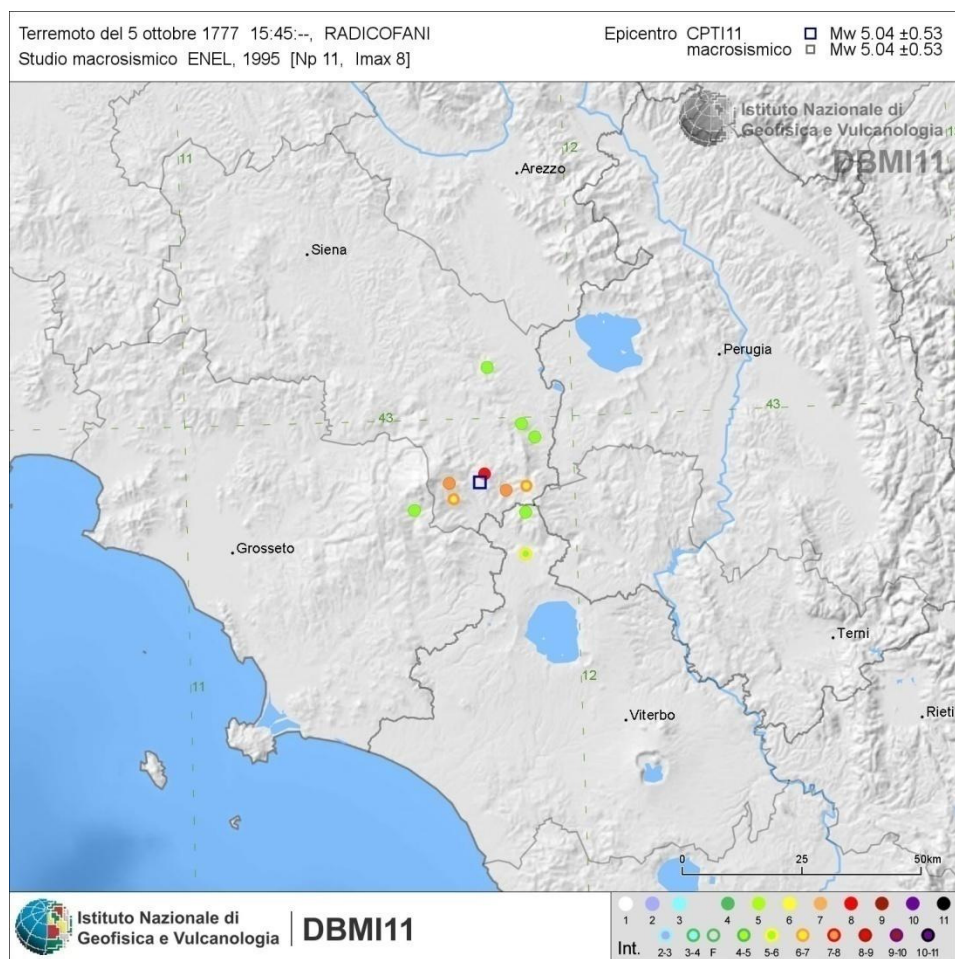 Terremoto del 5 ottobre 1777 15:45:--, RADICOFANI
Studio macrosismico ENEL, 1995 [Np 11, Imax 8]
Epicentro CPTI11 Mw 5.04 ±0.53
macrosismico Mw 5.04 ±0.53
Istituto Nazionale di
Geofisica e Vulcanologia
DBMI11
11
12
Arezzo
Siena
Perugia
43
43
Grosseto
Terni
11
12
Viterbo
Rieti
0 25 50km
Istituto Nazionale di
Geofisica e Vulcanologia
DBMI11
1 2 3 4 5 6 7 8 9 10 11
Int. 2-3 3-4 F 4-5 5-6 6-7 7-8 8-9 9-10 10-11